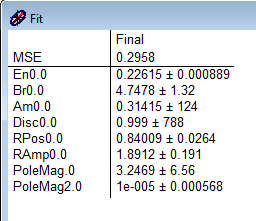 Fit
Final
MSE 0.2958
En0.0 0.22615 ± 0.000889
Br0.0 4.7478 ± 1.32
Am0.0 0.31415 ± 124
Disc0.0 0.999 ± 788
RPos0.0 0.84009 ± 0.0264
RAmp0.0 1.8912 ± 0.191
PoleMag.0 3.2469 ± 6.56
PoleMag2.0 1e-005 ± 0.000568